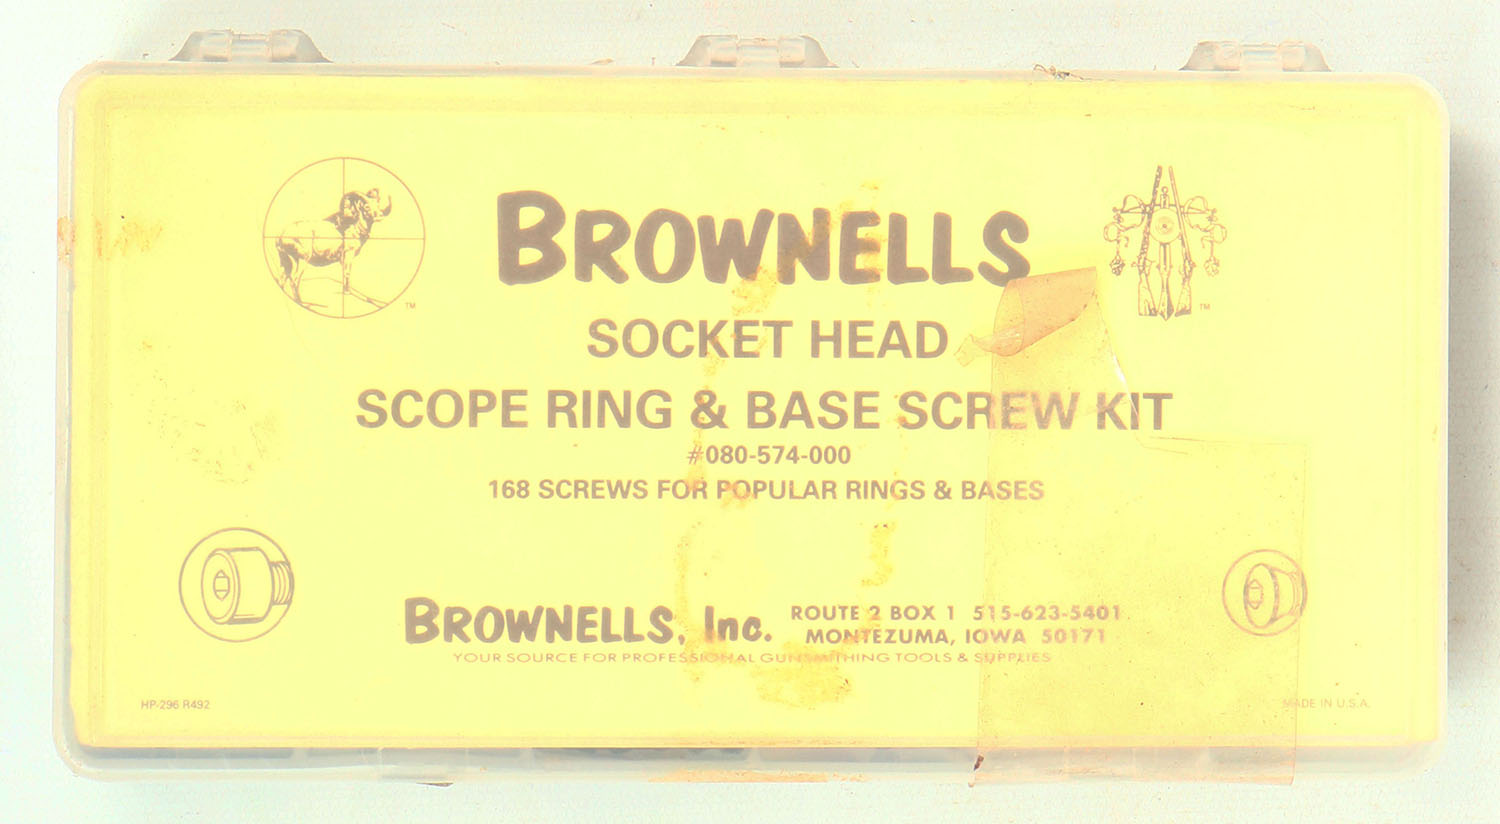 BROWNELLS
TM
TM
SOCKET HEAD
SCOPE RING & BASE SCREW KIT
#080-574-000
168 SCREWS FOR POPULAR RINGS & BASES
BROWNELLS, Inc. ROUTE 2 BOX 1 515-623-5401
MONTEZUMA, IOWA 50171
YOUR SOURCE FOR PROFESSIONAL GUNSMITHING TOOLS & SUPPLIES
HP-296 R492
MADE IN U.S.A.